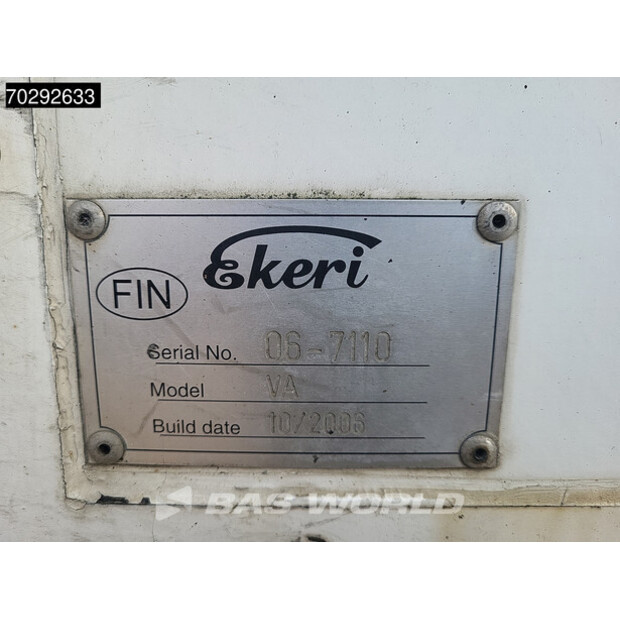 70292633
Ekeri
FIN
Serial No. 06-7110
Model VA
Build date 10/2006
BAS WORLD